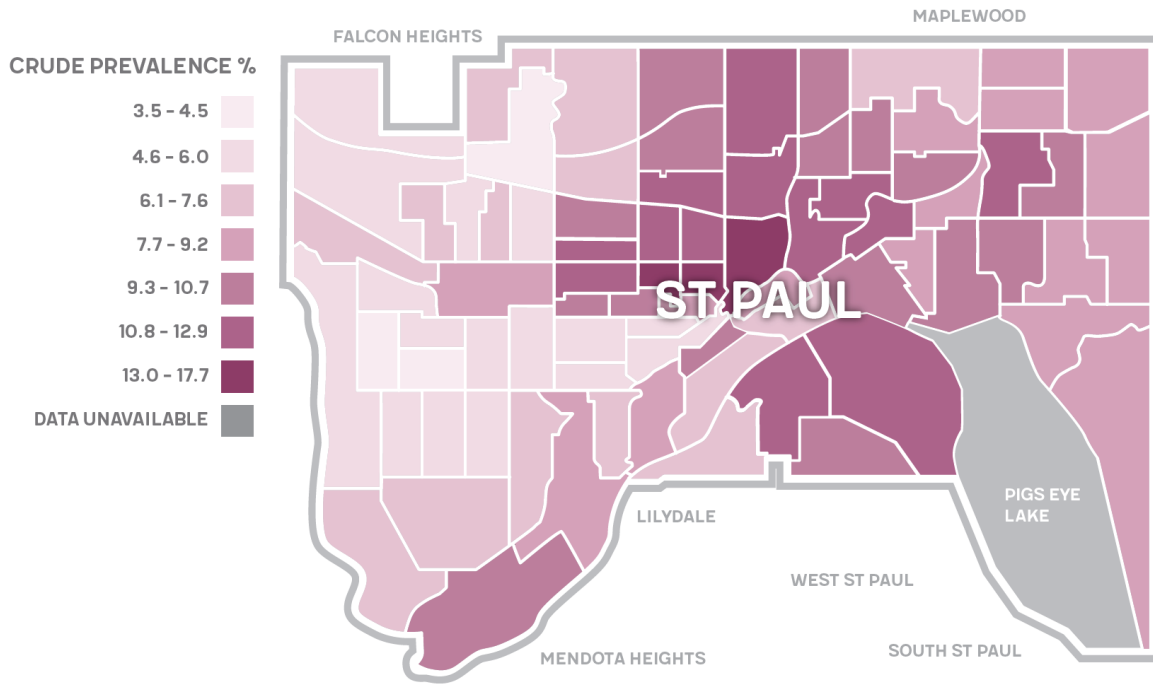 MAPLEWOOD
FALCON HEIGHTS
CRUDE PREVALENCE %
3.5 – 4.5
4.6 – 6.0
6.1 – 7.6
7.7 – 9.2
9.3 – 10.7
10.8 – 12.9
13.0 – 17.7
DATA UNAVAILABLE
ST PAUL
PIGS EYE
LAKE
LILYDALE
WEST ST PAUL
SOUTH ST PAUL
MENDOTA HEIGHTS